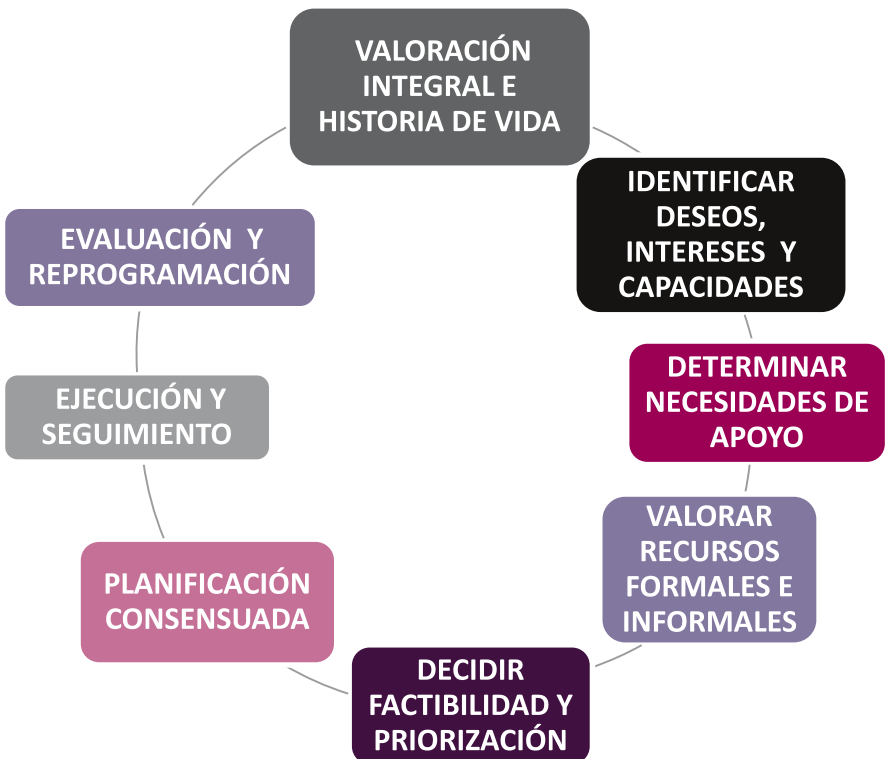 VALORACIÓN
INTEGRAL E
HISTORIA DE VIDA
IDENTIFICAR
DESEOS,
INTERESES Y
CAPACIDADES
DETERMINAR
NECESIDADES DE
APOYO
VALORAR
RECURSOS
FORMALES E
INFORMALES
DECIDIR
FACTIBILIDAD Y
PRIORIZACIÓN
PLANIFICACIÓN
CONSENSUADA
EJECUCIÓN Y
SEGUIMIENTO
EVALUACIÓN Y
REPROGRAMACIÓN